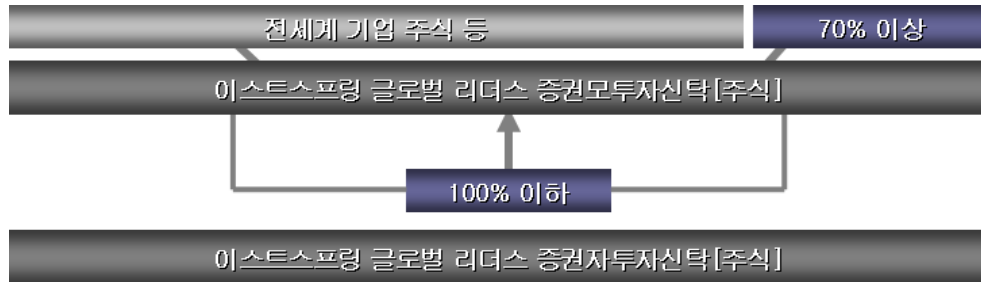 전세계 기업 주식 등
70% 이상
이스트스프링 글로벌 리더스 증권모투자신탁[주식]
100% 이하
이스트스프링 글로벌 리더스 증권자투자신탁[주식]